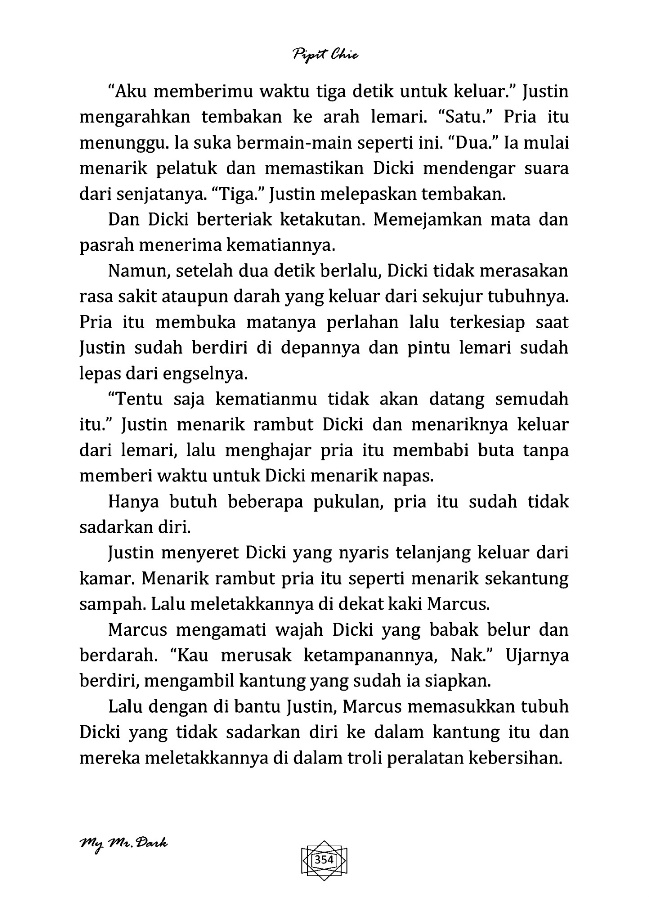 Pipit Chie
“Aku memberimu waktu tiga detik untuk keluar.” Justin
mengarahkan tembakan ke arah lemari. “Satu.” Pria itu
menunggu. Ia suka bermain-main seperti ini. “Dua.” Ia mulai
menarik pelatuk dan memastikan Dicki mendengar suara
dari senjatanya. “Tiga.” Justin melepaskan tembakan.
Dan Dicki berteriak ketakutan. Memejamkan mata dan
pasrah menerima kematiannya.
Namun, setelah dua detik berlalu, Dicki tidak merasakan
rasa sakit ataupun darah yang keluar dari sekujur tubuhnya.
Pria itu membuka matanya perlahan lalu terkesiap saat
Justin sudah berdiri di depannya dan pintu lemari sudah
lepas dari engselnya.
“Tentu saja kematianmu tidak akan datang semudah
itu.” Justin menarik rambut Dicki dan menariknya keluar
dari lemari, lalu menghajar pria itu membabi buta tanpa
memberi waktu untuk Dicki menarik napas.
Hanya butuh beberapa pukulan, pria itu sudah tidak
sadarkan diri.
Justin menyeret Dicki yang nyaris telanjang keluar dari
kamar. Menarik rambut pria itu seperti menarik sekantung
sampah. Lalu meletakkannya di dekat kaki Marcus.
Marcus mengamati wajah Dicki yang babak belur dan
berdarah. “Kau merusak ketampanannya, Nak.” Ujarnya
berdiri, mengambil kantung yang sudah ia siapkan.
Lalu dengan di bantu Justin, Marcus memasukkan tubuh
Dicki yang tidak sadarkan diri ke dalam kantung itu dan
mereka meletakkannya di dalam troli peralatan kebersihan.
My Mr. Dark
354